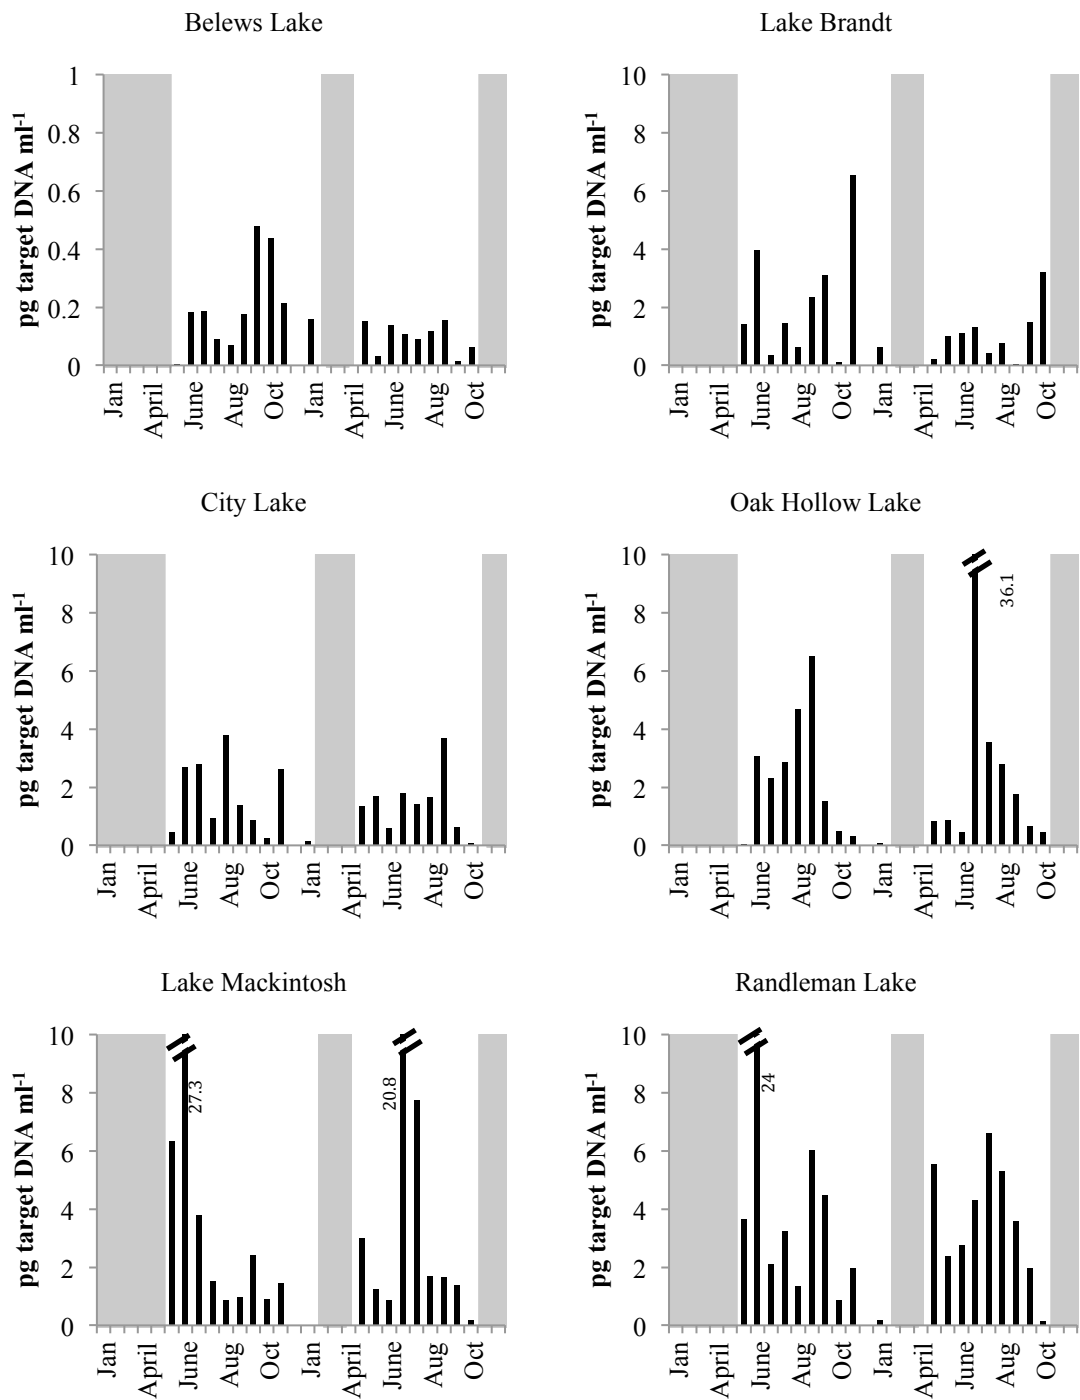 Belews Lake
pg target DNA ml-1
1
0.8
0.6
0.4
0.2
0
Jan
April
June
Aug
Oct
Jan
April
June
Aug
Oct
Lake Brandt
pg target DNA ml-1
10
8
6
4
2
0
Jan
April
June
Aug
Oct
Jan
April
June
Aug
Oct
City Lake
pg target DNA ml-1
10
8
6
4
2
0
Jan
April
June
Aug
Oct
Jan
April
June
Aug
Oct
Oak Hollow Lake
pg target DNA ml-1
10
8
6
4
2
0
36.1
Jan
April
June
Aug
Oct
Jan
April
June
Aug
Oct
Lake Mackintosh
pg target DNA ml-1
10
8
6
4
2
0
27.3
20.8
Jan
April
June
Aug
Oct
Jan
April
June
Aug
Oct
Randleman Lake
pg target DNA ml-1
10
8
6
4
2
0
24
Jan
April
June
Aug
Oct
Jan
April
June
Aug
Oct